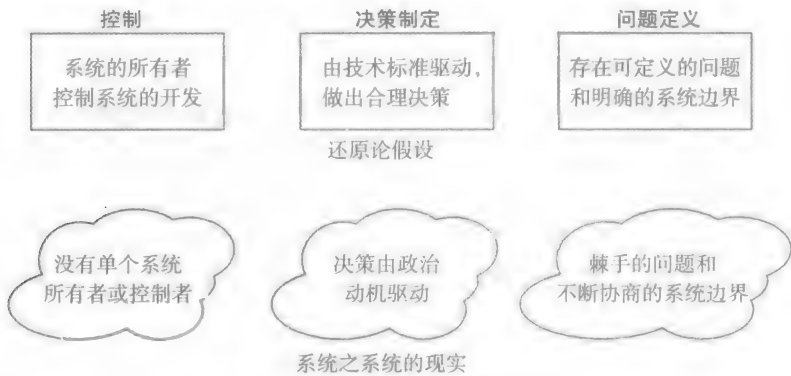 控制 决策制定 问题定义
系统的所有者
控制系统的开发
由技术标准驱动,
做出合理决策
存在可定义的问题
和明确的系统边界
还原论假设
没有单个系统
所有者或控制者
决策由政治
动机驱动
棘手的问题和
不断协商的系统边界
系统之系统的现实